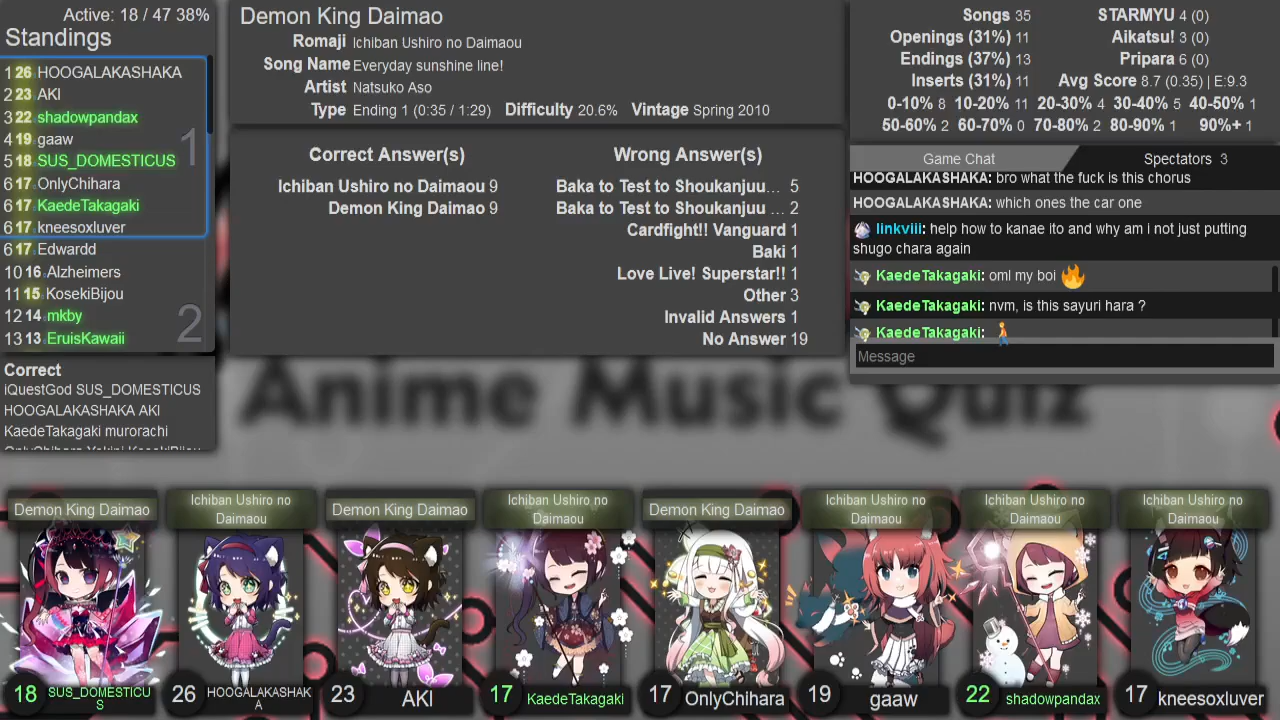 Active: 18 / 47 38%
Standings
1 26 HOOGALAKASHAKA
2 23 AKI
3 22 shadowpandax
4 19 gaaw
5 18 SUS_DOMESTICUS
6 17 OnlyChihara
6 17 KaedeTakagaki
6 17 kneesoxluver
6 17 Edwardd
10 16 Alzheimers
11 15 KosekiBijou
12 14 mkby
13 13 EruisKawaii
1
2
Correct
iQuestGod SUS_DOMESTICUS
HOOGALAKASHAKA AKI
KaedeTakagaki murorachi
Demon King Daimao
Romaji Ichiban Ushiro no Daimaou
Song Name Everyday sunshine line!
Artist Natsuko Aso
Type Ending 1 (0:35 / 1:29) Difficulty 20.6% Vintage Spring 2010
Correct Answer(s)
Ichiban Ushiro no Daimaou 9
Demon King Daimao 9
Wrong Answer(s)
Baka to Test to Shoukanjuu... 5
Baka to Test to Shoukanjuu ... 2
Cardfight!! Vanguard 1
Baki 1
Love Live! Superstar!! 1
Other 3
Invalid Answers 1
No Answer 19
Songs 35 STARMYU 4 (0)
Openings (31%) 11 Aikatsu! 3 (0)
Endings (37%) 13 Pripara 6 (0)
Inserts (31%) 11 Avg Score 8.7 (0.35) | E:9.3
0-10% 8 10-20% 11 20-30% 4 30-40% 5 40-50% 1
50-60% 2 60-70% 0 70-80% 2 80-90% 1 90%+ 1
Game Chat Spectators 3
HOOGALAKASHAKA: bro what the fuck is this chorus
HOOGALAKASHAKA: which ones the car one
linkviii: help how to kanae ito and why am i not just putting
shugo chara again
KaedeTakagaki: oml my boi
KaedeTakagaki: nvm, is this sayuri hara ?
KaedeTakagaki:
Message
Anime Music Quiz
Demon King Daimao
Ichiban Ushiro no
Daimaou
Demon King Daimao
Ichiban Ushiro no
Daimaou
Demon King Daimao
Ichiban Ushiro no
Daimaou
Ichiban Ushiro no
Daimaou
Ichiban Ushiro no
Daimaou
18 SUS_DOMESTICU
S
26 HOOGALAKASHAK
A
23 AKI
17 KaedeTakagaki
17 OnlyChihara
19 gaaw
22 shadowpandax
17 kneesoxluver